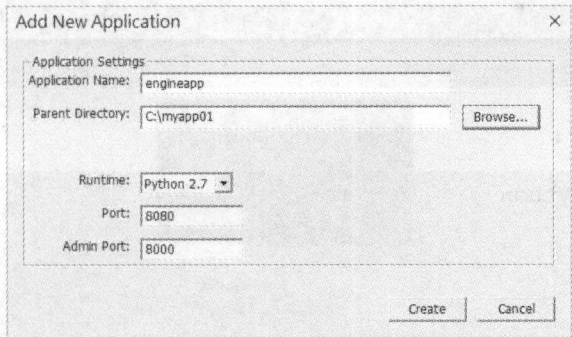 Add New Application
Application Settings
Application Name: engineapp
Parent Directory: C:\myapp01 Browse...
Runtime: Python 2.7
Port: 8080
Admin Port: 8000
Create Cancel